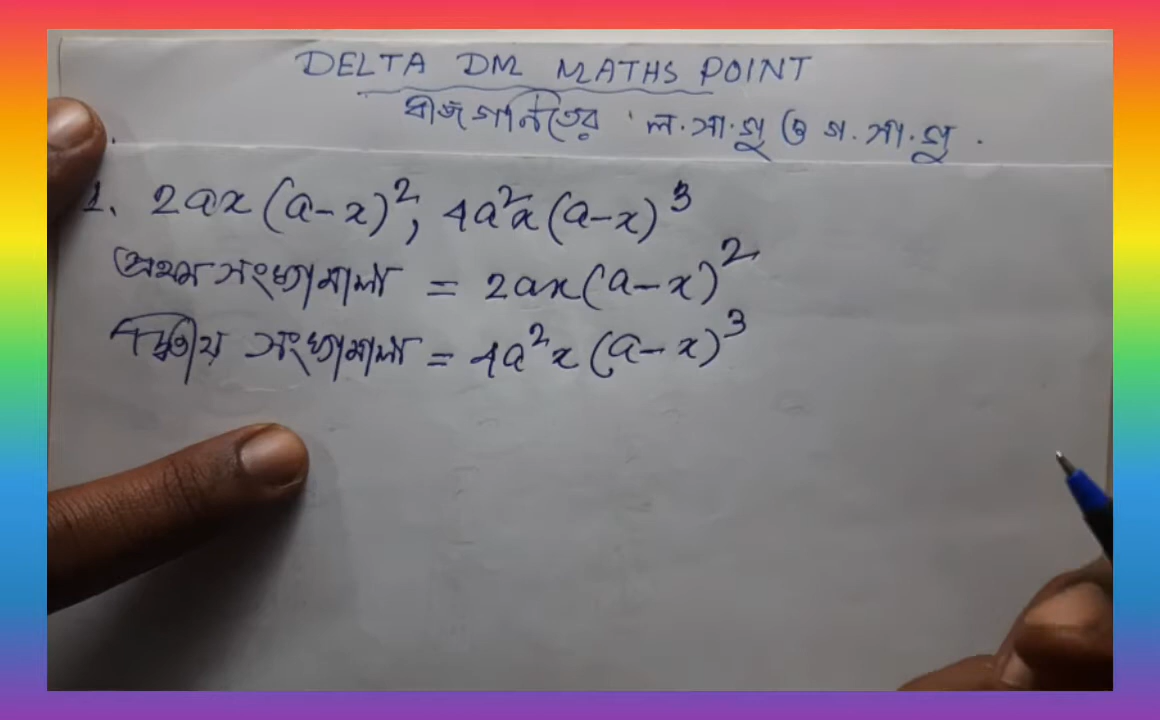 DELTA DM MATHS POINT
বীজগণিতের ল.সা.গু ও গ.সা.গু.
1. 2ax(a-x)², 4a²x(a-x)³
প্রথম সংখ্যামালা = 2ax(a-x)²
দ্বিতীয় সংখ্যামালা = 4a²x(a-x)³